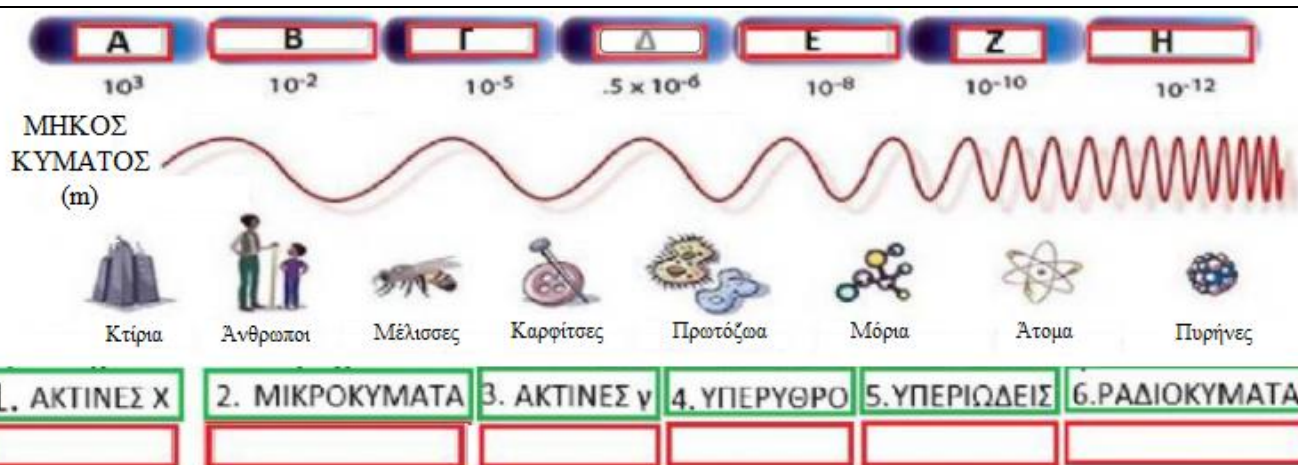 Α Β Γ Δ Ε Ζ Η
10³ 10⁻² 10⁻⁵ .5 x 10⁻⁶ 10⁻⁸ 10⁻¹⁰ 10⁻¹²
ΜΗΚΟΣ
ΚΥΜΑΤΟΣ
(m)
Κτίρια Άνθρωποι Μέλισσες Καρφίτσες Πρωτόζωα Μόρια Άτομα Πυρήνες
1. ΑΚΤΙΝΕΣ Χ 2. ΜΙΚΡΟΚΥΜΑΤΑ 3. ΑΚΤΙΝΕΣ γ 4.ΥΠΕΡΥΘΡΟ 5.ΥΠΕΡΙΩΔΕΙΣ 6.ΡΑΔΙΟΚΥΜΑΤΑ